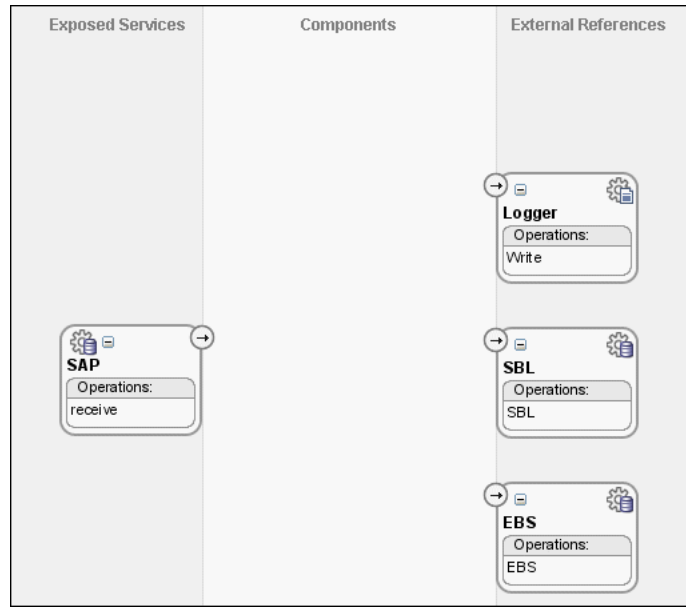 Exposed Services
Components
External References
Logger
Operations:
Write
SAP
Operations:
receive
SBL
Operations:
SBL
EBS
Operations:
EBS